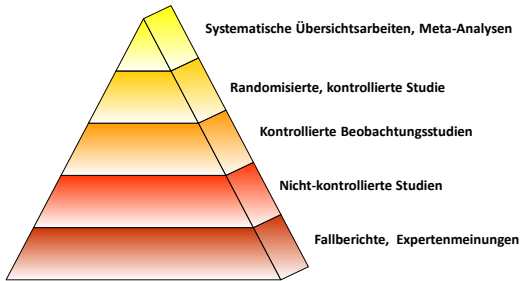 Systematische Übersichtsarbeiten, Meta-Analysen
Randomisierte, kontrollierte Studie
Kontrollierte Beobachtungsstudien
Nicht-kontrollierte Studien
Fallberichte, Expertenmeinungen